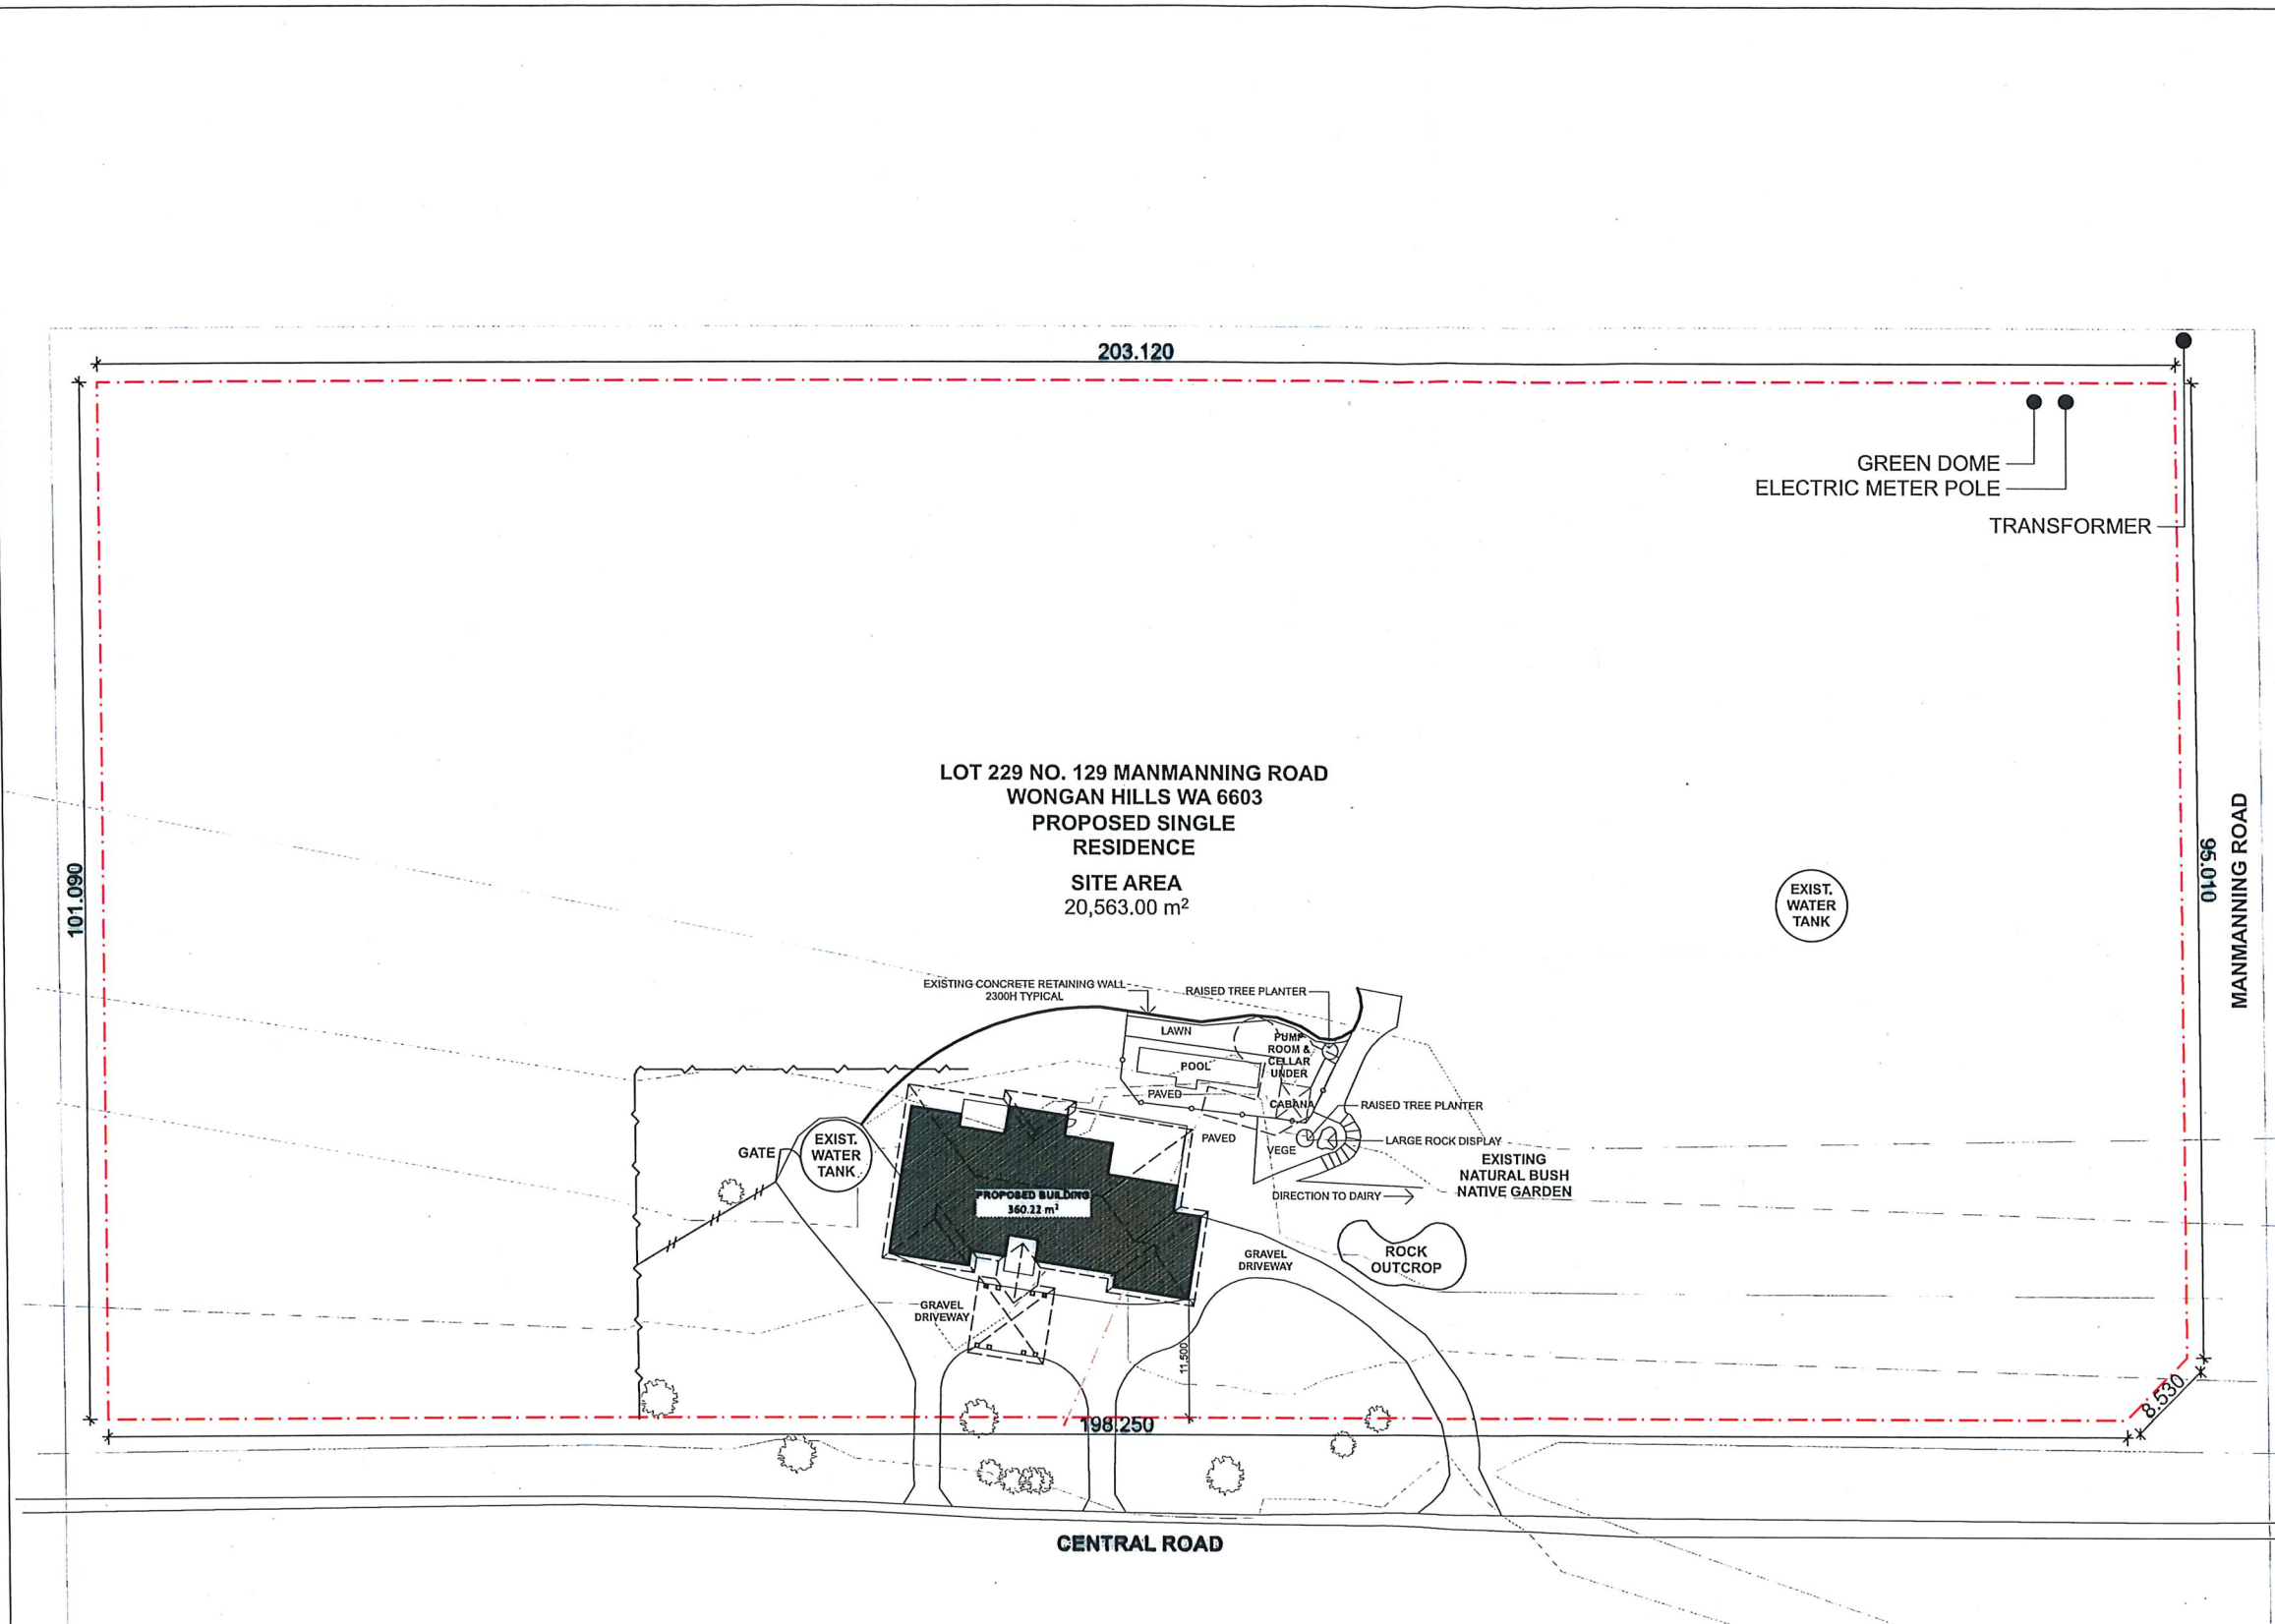 203.120
GREEN DOME
ELECTRIC METER POLE
TRANSFORMER
LOT 229 NO. 129 MANMANNING ROAD
WONGAN HILLS WA 6603
PROPOSED SINGLE
RESIDENCE
SITE AREA
20,563.00 m²
101.090
95.010
MANMANNING ROAD
EXIST.
WATER
TANK
EXISTING CONCRETE RETAINING WALL
2300H TYPICAL
RAISED TREE PLANTER
LAWN
PUMP
ROOM &
CELLAR
UNDER
POOL
PAVED
CABANA
RAISED TREE PLANTER
PAVED
VEGE
LARGE ROCK DISPLAY
EXISTING
NATURAL BUSH
NATIVE GARDEN
DIRECTION TO DAIRY
GATE
EXIST.
WATER
TANK
PROPOSED BUILDING
360.22 m²
GRAVEL
DRIVEWAY
ROCK
OUTCROP
GRAVEL
DRIVEWAY
11.500
8.530
198.250
CENTRAL ROAD